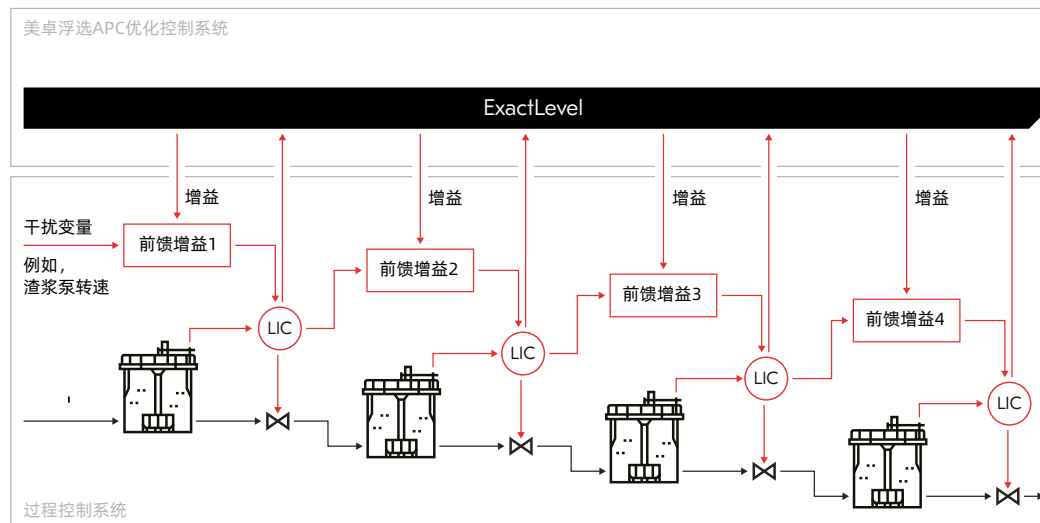 美卓浮选APC优化控制系统
ExactLevel
增益
增益
增益
增益
干扰变量
例如，
渣浆泵转速
前馈增益1
前馈增益2
前馈增益3
前馈增益4
LIC
LIC
LIC
LIC
过程控制系统